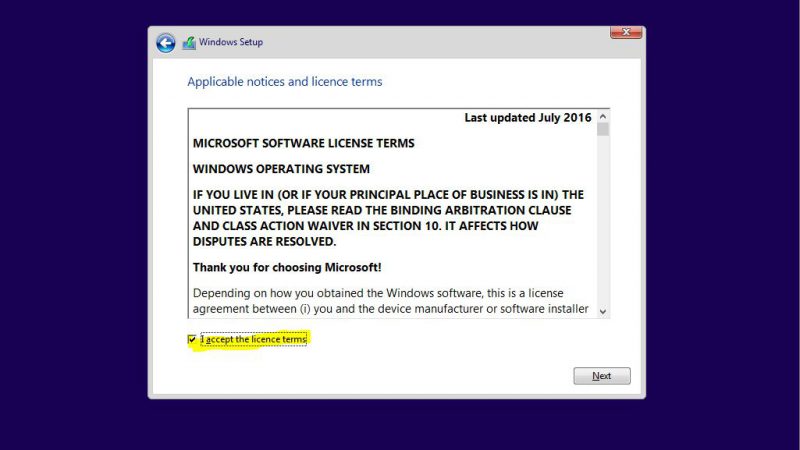 Windows Setup
Applicable notices and licence terms
Last updated July 2016
MICROSOFT SOFTWARE LICENSE TERMS
WINDOWS OPERATING SYSTEM
IF YOU LIVE IN (OR IF YOUR PRINCIPAL PLACE OF BUSINESS IS IN) THE
UNITED STATES, PLEASE READ THE BINDING ARBITRATION CLAUSE
AND CLASS ACTION WAIVER IN SECTION 10. IT AFFECTS HOW
DISPUTES ARE RESOLVED.
Thank you for choosing Microsoft!
Depending on how you obtained the Windows software, this is a license
agreement between (i) you and the device manufacturer or software installer
I accept the licence terms
Next